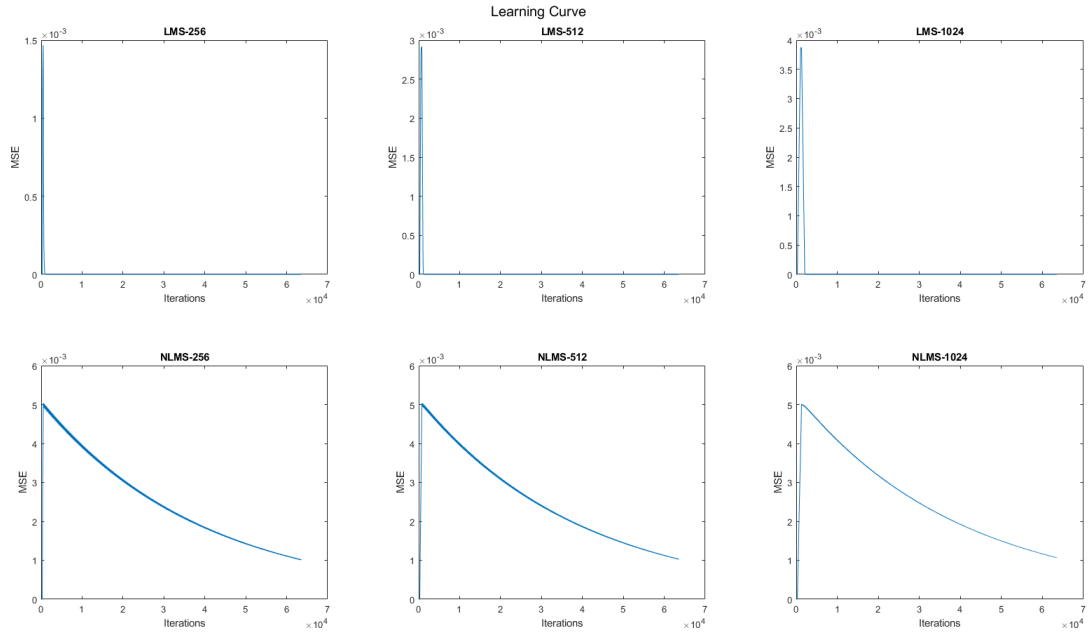 Learning Curve
LMS-256
×10⁻³
1.5
1
0.5
0
MSE
0 1 2 3 4 5 6 7
Iterations
×10⁴
LMS-512
×10⁻³
3
2.5
2
1.5
1
0.5
0
MSE
0 1 2 3 4 5 6 7
Iterations
×10⁴
LMS-1024
×10⁻³
4
3.5
3
2.5
2
1.5
1
0.5
0
MSE
0 1 2 3 4 5 6 7
Iterations
×10⁴
NLMS-256
×10⁻³
6
5
4
3
2
1
0
MSE
0 1 2 3 4 5 6 7
Iterations
×10⁴
NLMS-512
×10⁻³
6
5
4
3
2
1
0
MSE
0 1 2 3 4 5 6 7
Iterations
×10⁴
NLMS-1024
×10⁻³
6
5
4
3
2
1
0
MSE
0 1 2 3 4 5 6 7
Iterations
×10⁴